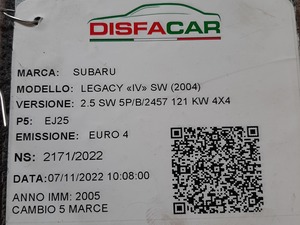 DISFACAR
MARCA: SUBARU
MODELLO: LEGACY «IV» SW (2004)
VERSIONE: 2.5 SW 5P/B/2457 121 KW 4X4
P5: EJ25
EMISSIONE: EURO 4
NS: 2171/2022
DATA:07/11/2022 10:08:00
ANNO IMM: 2005
CAMBIO 5 MARCE